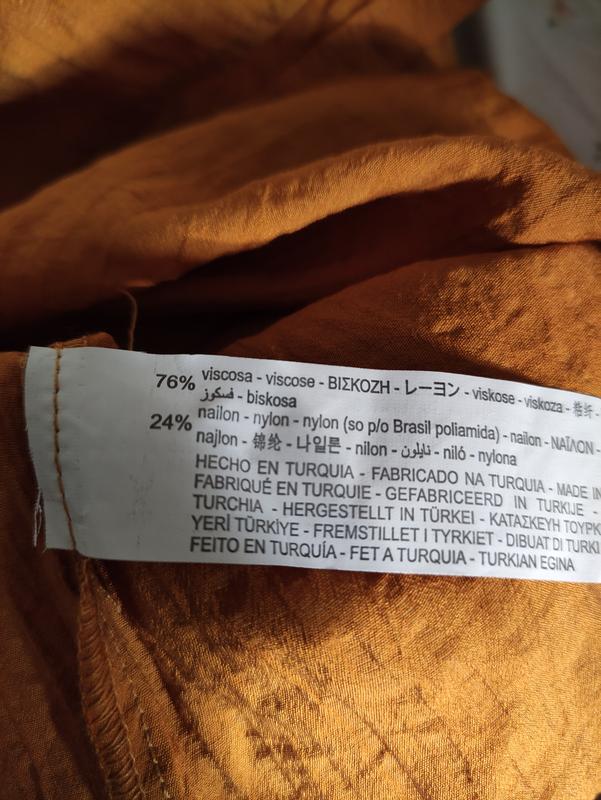 76% viscosa - viscose - ΒΙΣΚΟΖΗ - レーヨン - viskose - viskoza -
فسكوز - biskosa
24% nailon - nylon - nylon (so p/o Brasil poliamida) - nailon - ΝΑΪΛΟΝ -
najlon - 锦纶 - 나일론 - nilon - نايلون - niló - nylona
HECHO EN TURQUIA - FABRICADO NA TURQUIA - MADE IN
FABRIQUÉ EN TURQUIE - GEFABRICEERD IN TURKIJE -
TURCHIA - HERGESTELLT IN TÜRKEI - ΚΑΤΑΣΚΕΥΗ ΤΟΥΡΚ
YERİ TÜRKİYE - FREMSTILLET I TYRKIET - DIBUAT DI TURKI
FEITO EN TURQUÍA - FET A TURQUIA - TURKIAN EGINA